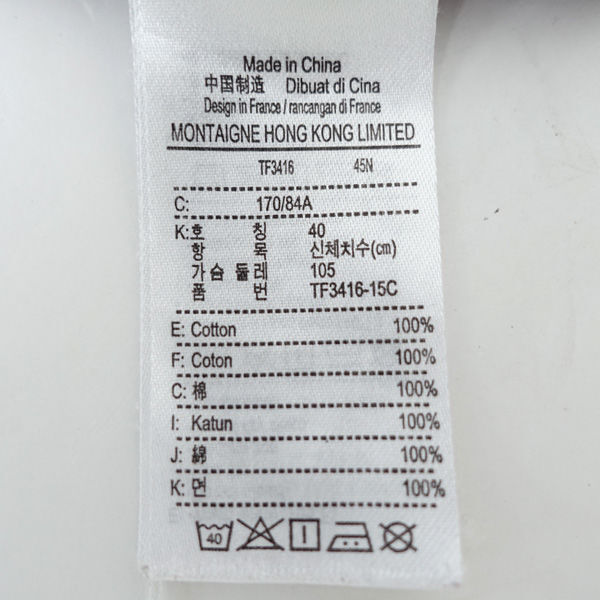 Made in China
中国制造 Dibuat di Cina
Design in France / rancangan di France
MONTAIGNE HONG KONG LIMITED
TF3416 45N
C: 170/84A
K:호 칭 40
항 목 신체치수(㎝)
가슴 둘레 105
품 번 TF3416-15C
E: Cotton 100%
F: Coton 100%
C: 棉 100%
I: Katun 100%
J: 綿 100%
K: 면 100%
40